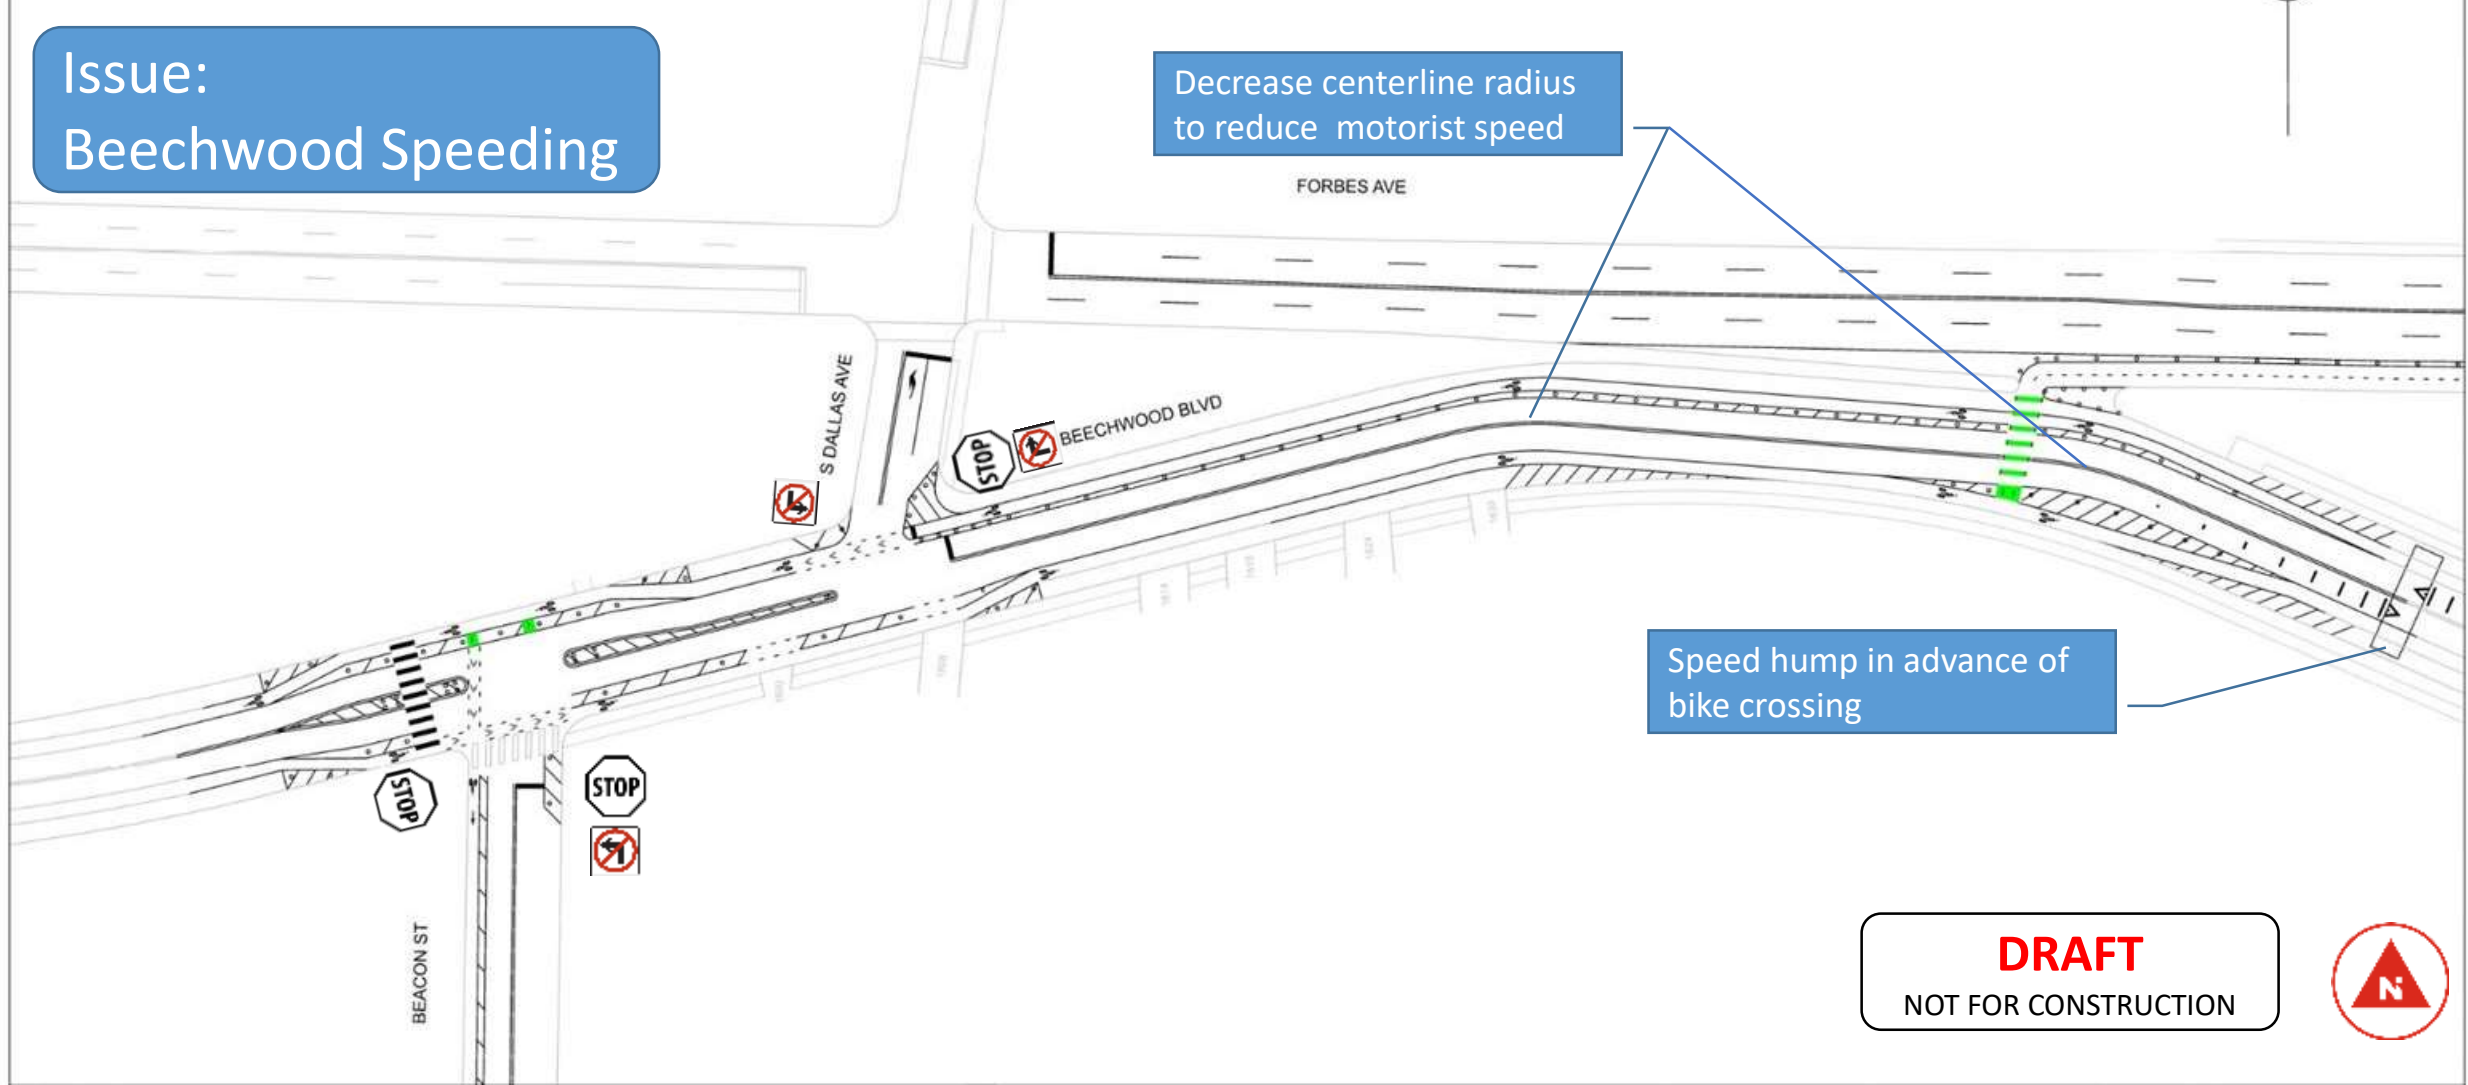 Issue:
Beechwood Speeding
Decrease centerline radius
to reduce motorist speed
FORBES AVE
S DALLAS AVE
STOP
BEECHWOOD BLVD
Speed hump in advance of
bike crossing
STOP
STOP
BEACON ST
DRAFT
NOT FOR CONSTRUCTION
N